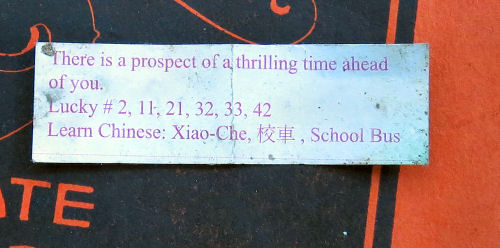 There is a prospect of a thrilling time ahead
of you.
Lucky # 2, 11, 21, 32, 33, 42
Learn Chinese: Xiao-Che, 校車 , School Bus
ATE